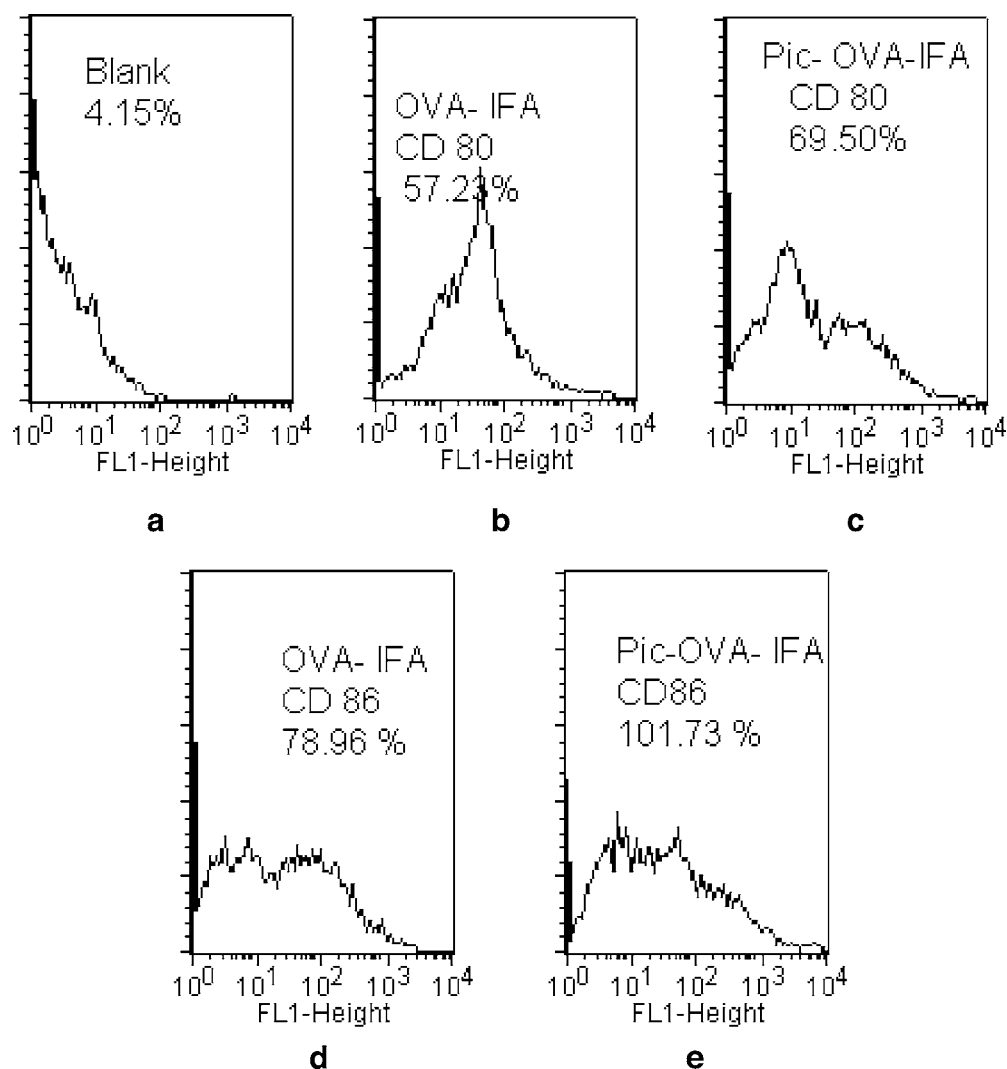 Blank
4.15%
10^0 10^1 10^2 10^3 10^4
FL1-Height
a
OVA- IFA
CD 80
57.23%
10^0 10^1 10^2 10^3 10^4
FL1-Height
b
Pic- OVA-IFA
CD 80
69.50%
10^0 10^1 10^2 10^3 10^4
FL1-Height
c
OVA- IFA
CD 86
78.96 %
10^0 10^1 10^2 10^3 10^4
FL1-Height
d
Pic-OVA- IFA
CD86
101.73 %
10^0 10^1 10^2 10^3 10^4
FL1-Height
e